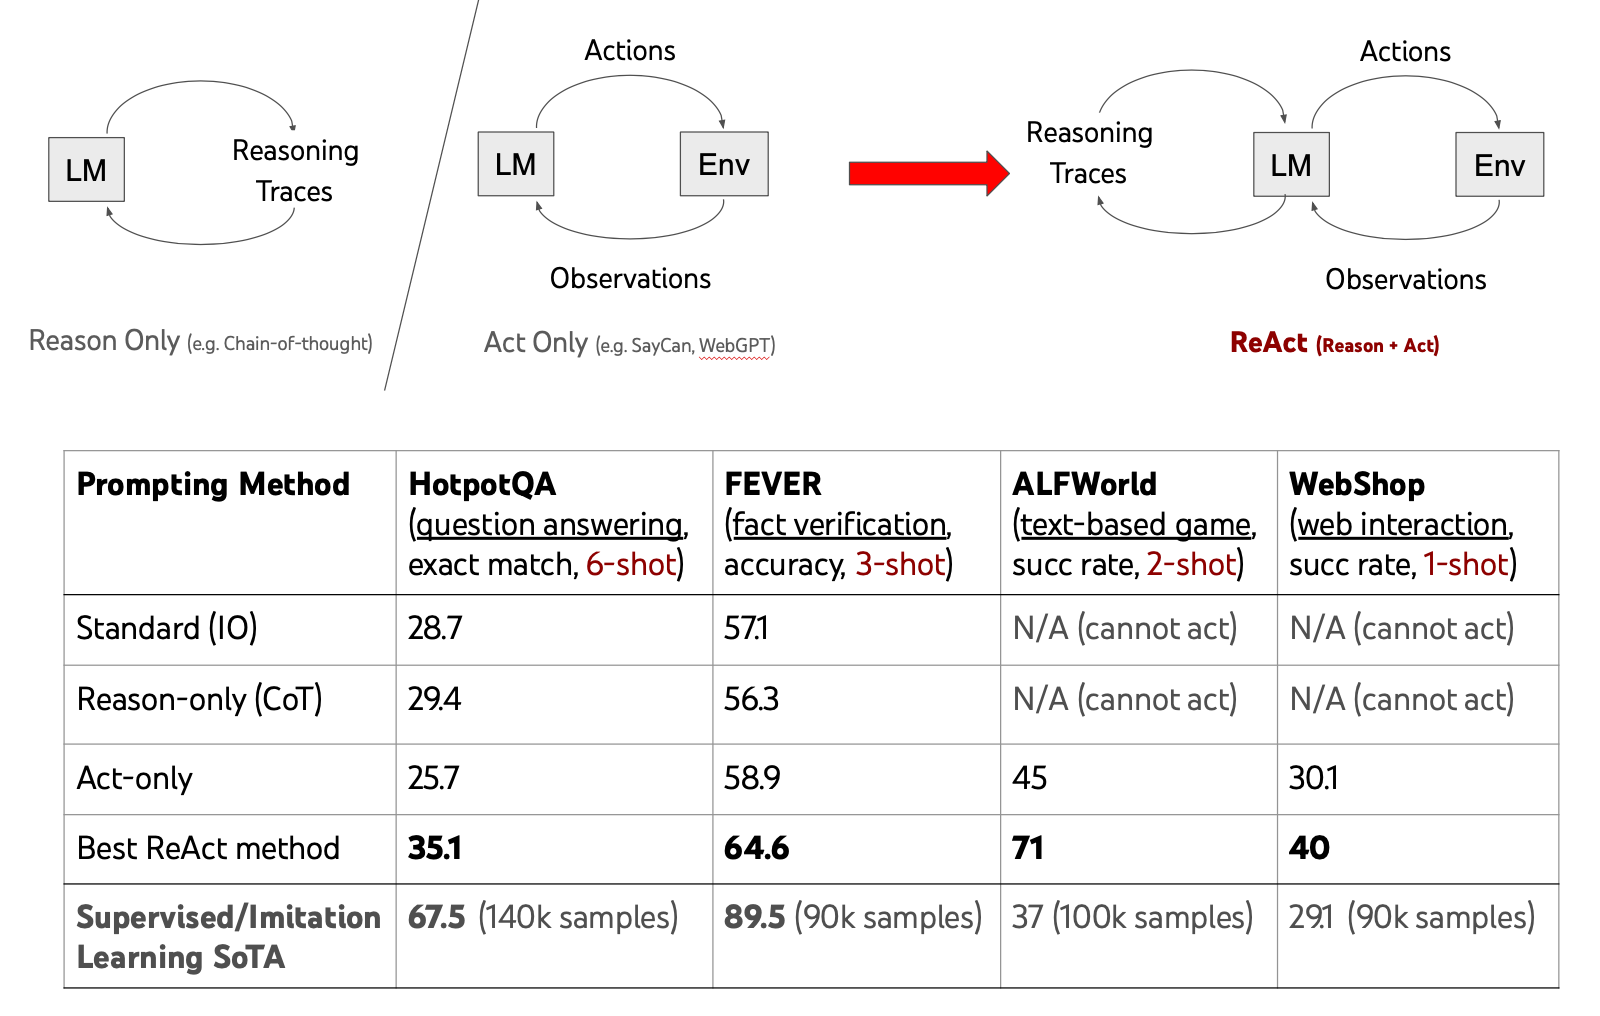 Actions
Actions
LM
Reasoning
Traces
LM
Env
Reasoning
Traces
LM
Env
Observations
Observations
Reason Only (e.g. Chain-of-thought)
Act Only (e.g. SayCan, WebGPT)
ReAct (Reason + Act)
Prompting Method
HotpotQA
(question answering,
exact match, 6-shot)
FEVER
(fact verification,
accuracy, 3-shot)
ALFWorld
(text-based game,
succ rate, 2-shot)
WebShop
(web interaction,
succ rate, 1-shot)
Standard (IO)
28.7
57.1
N/A (cannot act)
N/A (cannot act)
Reason-only (CoT)
29.4
56.3
N/A (cannot act)
N/A (cannot act)
Act-only
25.7
58.9
45
30.1
Best ReAct method
35.1
64.6
71
40
Supervised/Imitation
Learning SoTA
67.5 (140k samples)
89.5 (90k samples)
37 (100k samples)
29.1 (90k samples)